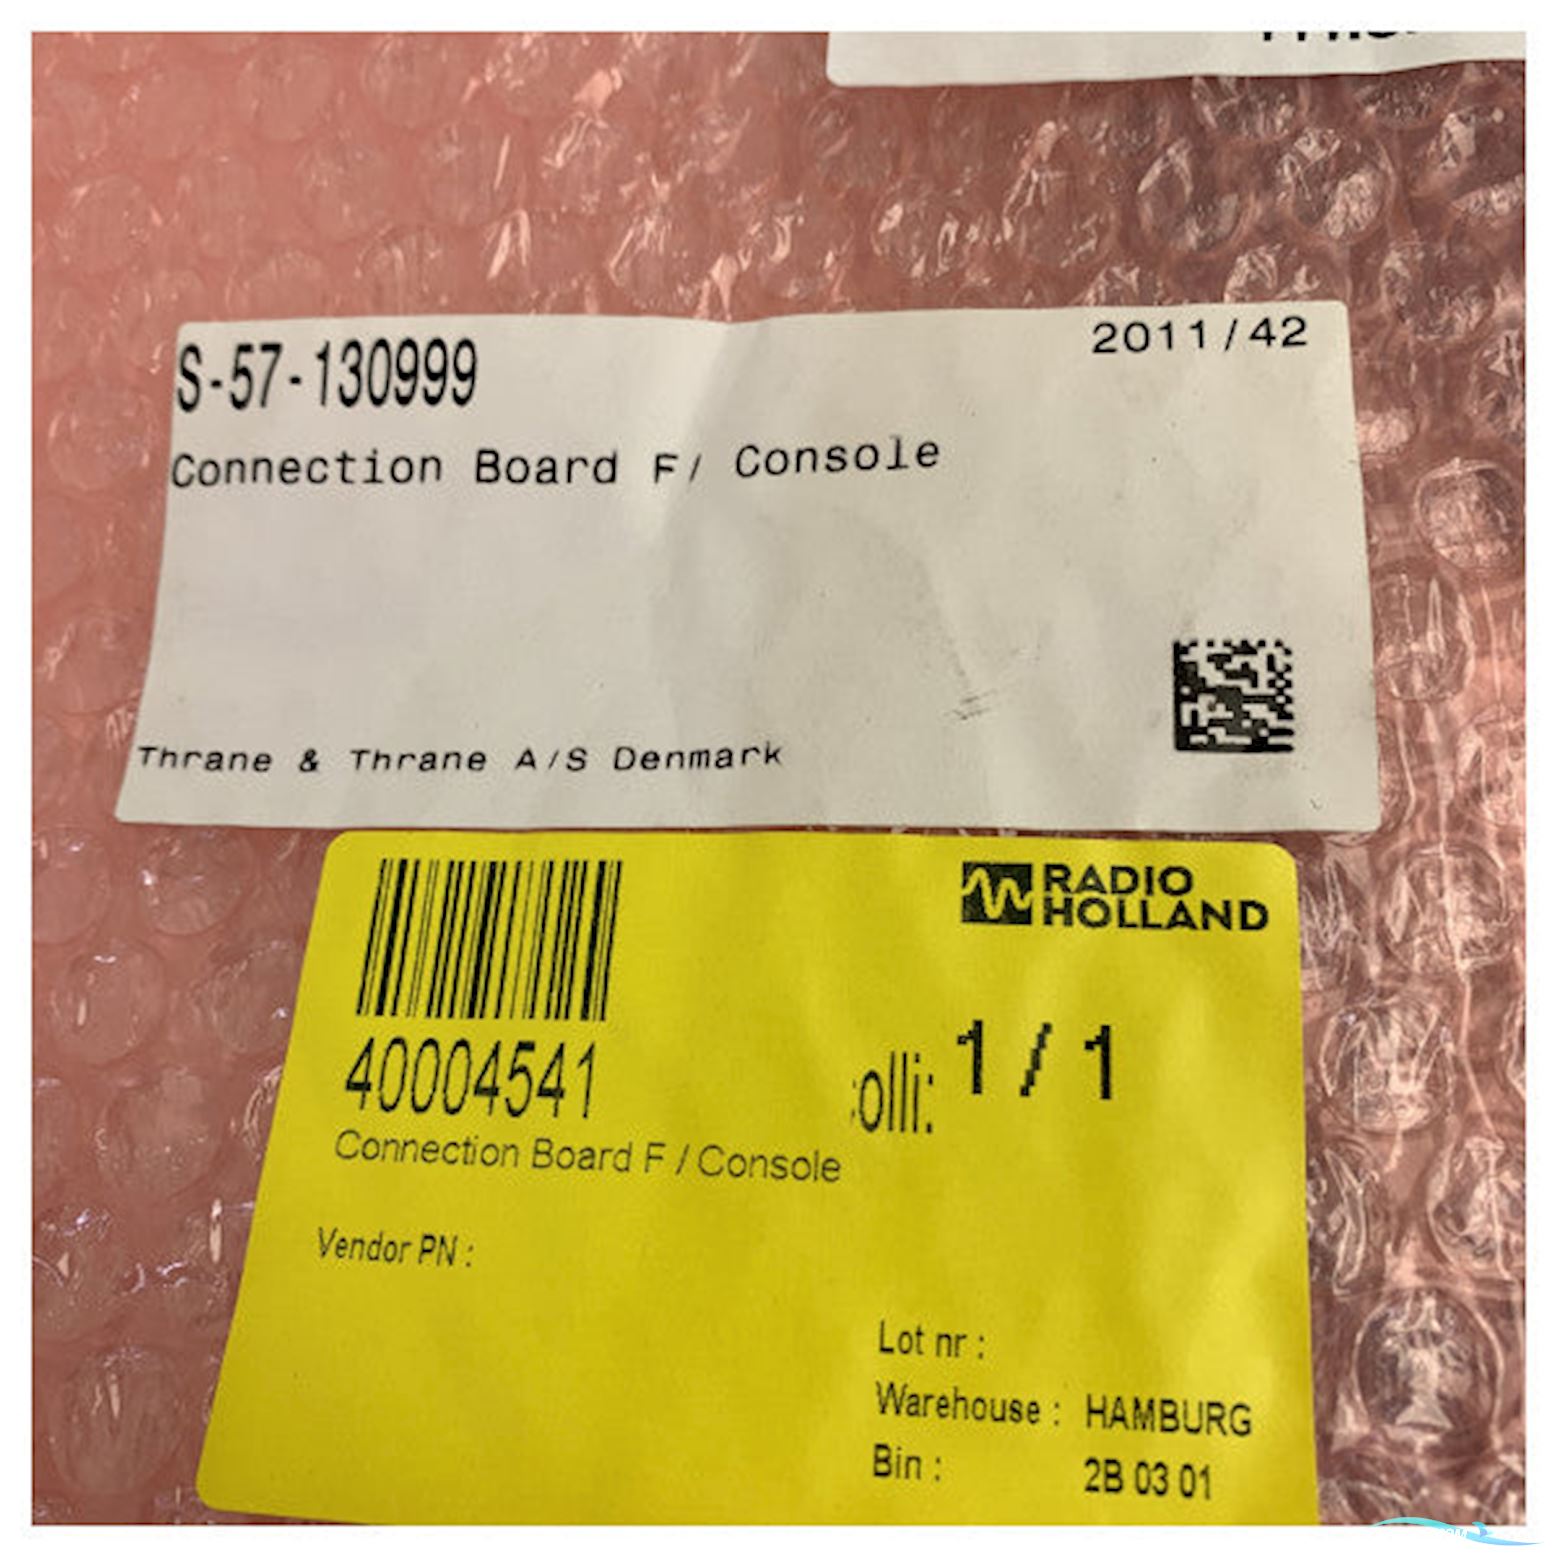 S-57-130999
2011/42
Connection Board F/ Console
Thrane & Thrane A/S Denmark
RADIO
HOLLAND
40004541
olli: 1 / 1
Connection Board F / Console
Vendor PN :
Lot nr :
Warehouse : HAMBURG
Bin : 2B 03 01